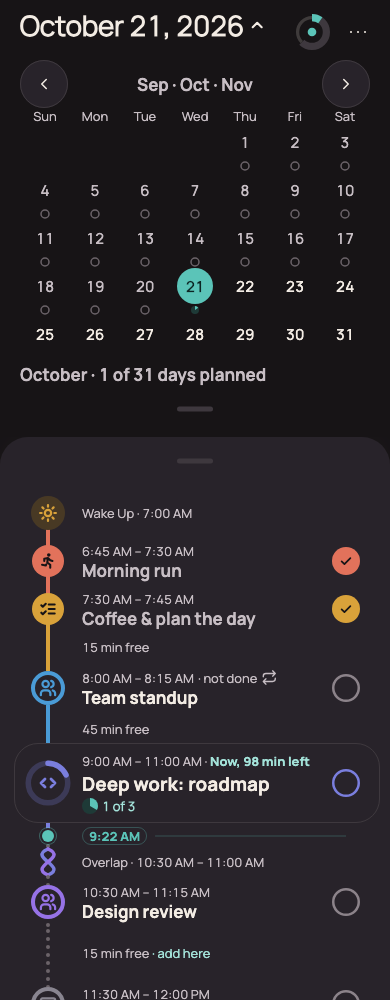 October 21, 2026
Sep · Oct · Nov
Sun Mon Tue Wed Thu Fri Sat
1 2 3
4 5 6 7 8 9 10
11 12 13 14 15 16 17
18 19 20 21 22 23 24
25 26 27 28 29 30 31
October · 1 of 31 days planned
Wake Up · 7:00 AM
6:45 AM – 7:30 AM
Morning run
7:30 AM – 7:45 AM
Coffee & plan the day
15 min free
8:00 AM – 8:15 AM · not done
Team standup
45 min free
9:00 AM – 11:00 AM · Now, 98 min left
Deep work: roadmap
1 of 3
9:22 AM
Overlap · 10:30 AM – 11:00 AM
10:30 AM – 11:15 AM
Design review
15 min free · add here
11:30 AM – 12:00 PM